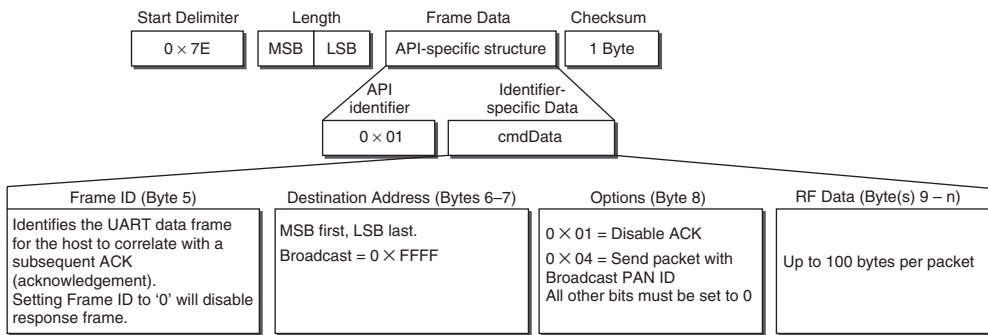 Start Delimiter
Length
Frame Data
Checksum
0 × 7E
MSB
LSB
API-specific structure
1 Byte
API
identifier
Identifier-
specific Data
0 × 01
cmdData
Frame ID (Byte 5)
Identifies the UART data frame
for the host to correlate with a
subsequent ACK
(acknowledgement).
Setting Frame ID to ‘0’ will disable
response frame.
Destination Address (Bytes 6–7)
MSB first, LSB last.
Broadcast = 0 × FFFF
Options (Byte 8)
0 × 01 = Disable ACK
0 × 04 = Send packet with
Broadcast PAN ID
All other bits must be set to 0
RF Data (Byte(s) 9 – n)
Up to 100 bytes per packet